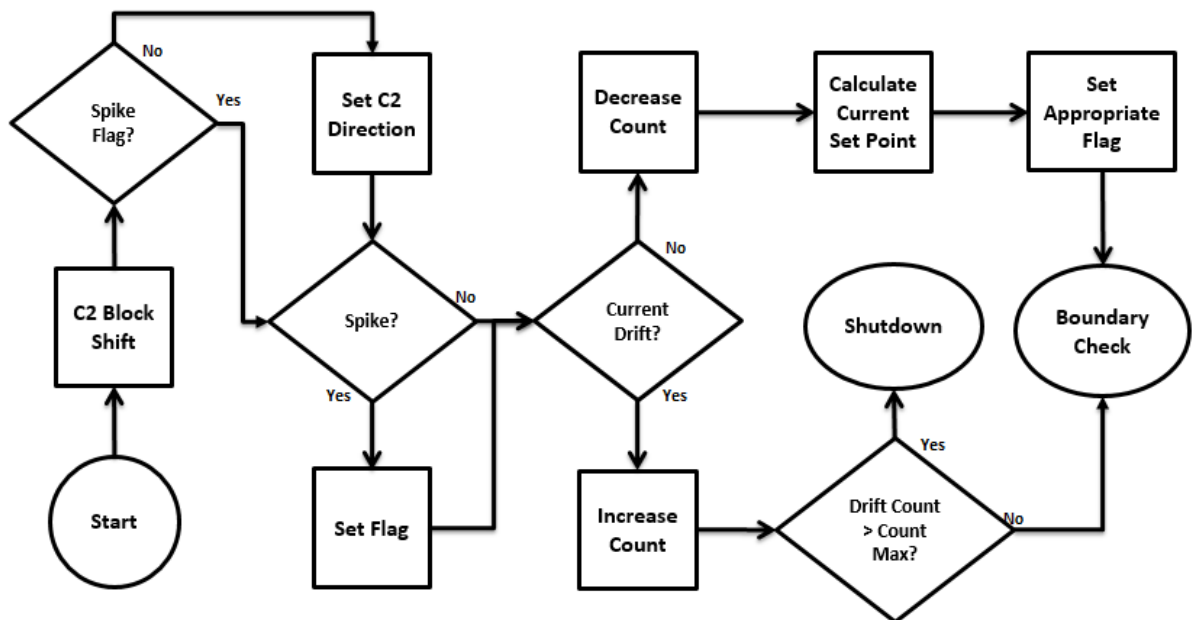 No
Spike
Flag?
Yes
Set C2
Direction
Decrease
Count
Calculate
Current
Set Point
Set
Appropriate
Flag
C2 Block
Shift
Spike?
No
Yes
Current
Drift?
No
Yes
Shutdown
Boundary
Check
Start
Set Flag
Increase
Count
Drift Count
> Count
Max?
Yes
No